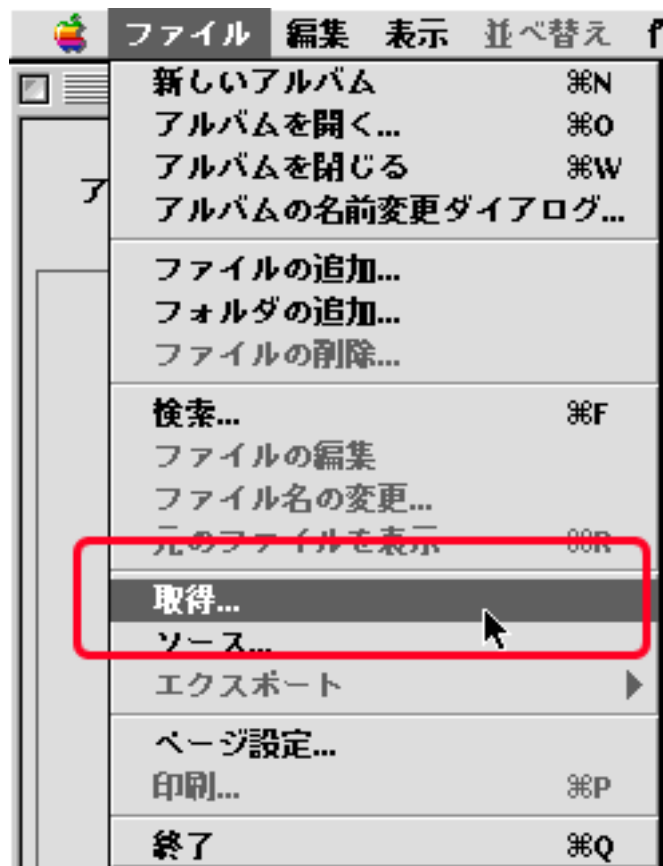 ファイル 編集 表示 並べ替え
新しいアルバム ⌘N
アルバムを開く... ⌘O
アルバムを閉じる ⌘W
ア
アルバムの名前変更ダイアログ...
ファイルの追加...
フォルダの追加...
ファイルの削除...
検索... ⌘F
ファイルの編集
ファイル名の変更...
元のファイルを表示 ⌘R
取得...
ソース...
エクスポート
ページ設定...
印刷... ⌘P
終了 ⌘Q